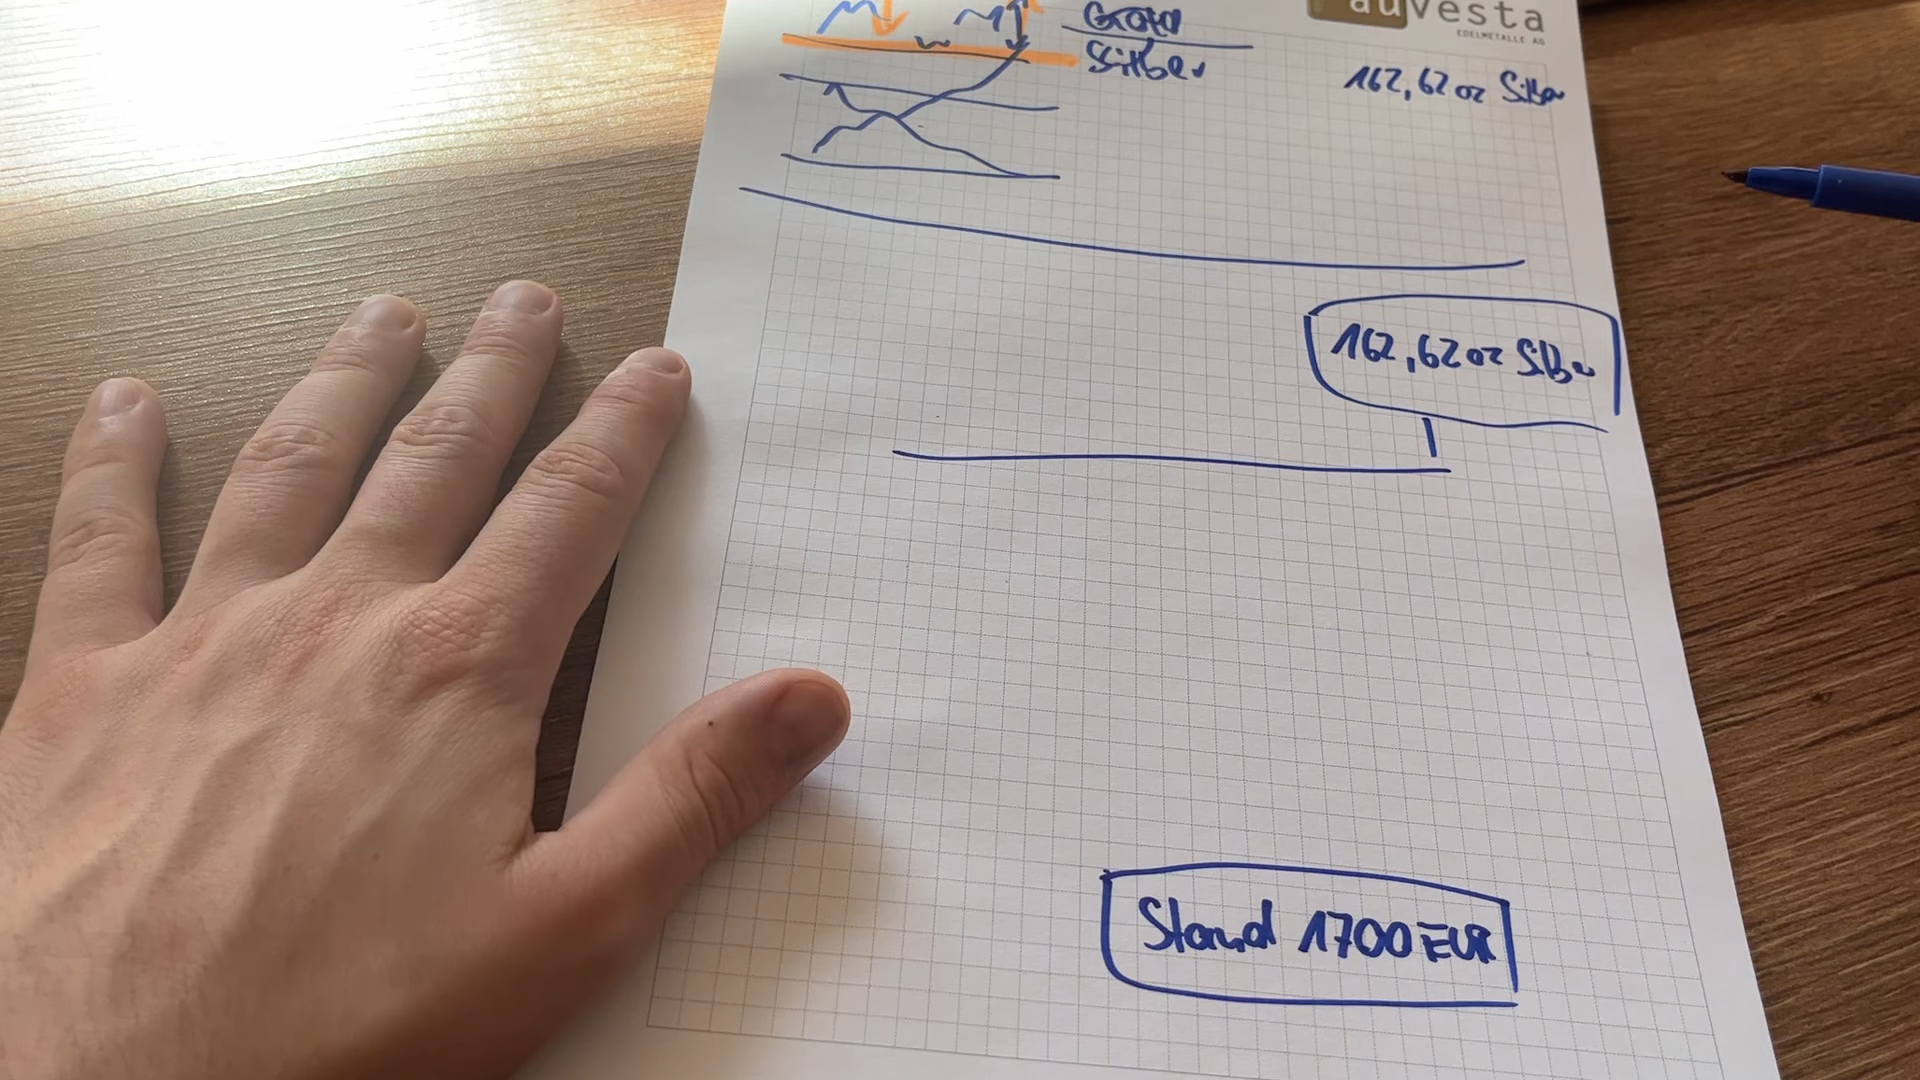 auvesta
EDELMETALLE AG
Gold
Silber
162,62 oz Silber
162,62 oz Silber
Stand 1700 EUR